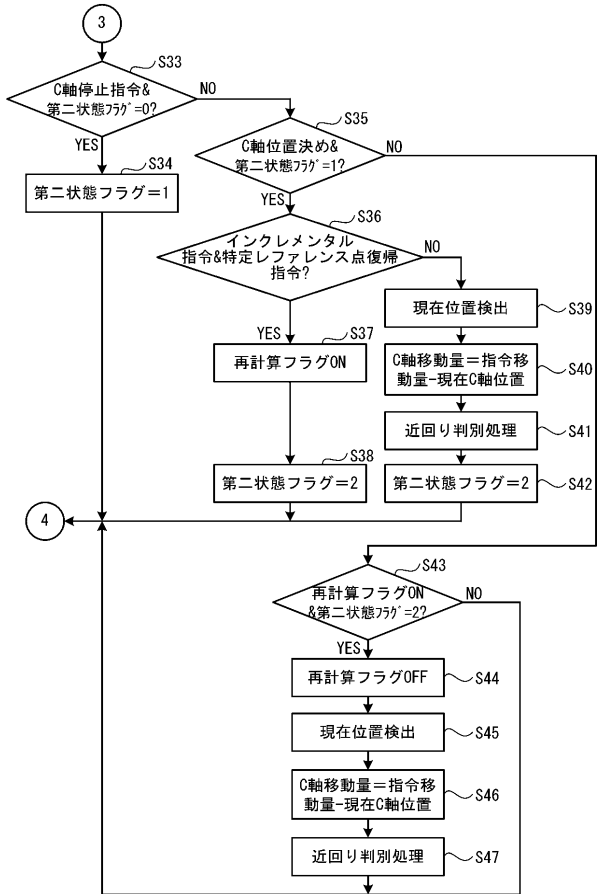 3
S33
C軸停止指令&
第二状態ﾌﾗｸﾞ=0?
NO
YES
S34
第二状態フラグ=1
S35
C軸位置決め&
第二状態ﾌﾗｸﾞ=1?
NO
YES
S36
インクレメンタル
指令&特定レファレンス点復帰
指令?
NO
YES
S37
再計算フラグON
S38
第二状態フラグ=2
現在位置検出
S39
C軸移動量=指令移
動量-現在C軸位置
S40
近回り判別処理
S41
第二状態フラグ=2
S42
4
S43
再計算フラグON
&第二状態ﾌﾗｸﾞ=2?
NO
YES
再計算フラグOFF
S44
現在位置検出
S45
C軸移動量=指令移
動量-現在C軸位置
S46
近回り判別処理
S47